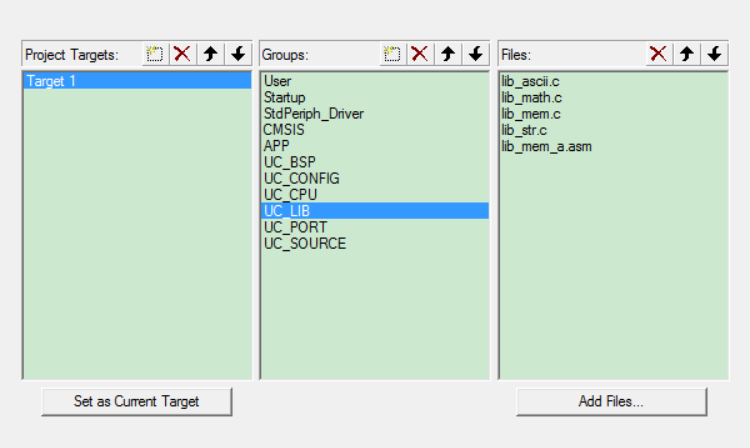 Project Targets:
Groups:
Files:
Target 1
User
Startup
StdPeriph_Driver
CMSIS
APP
UC_BSP
UC_CONFIG
UC_CPU
UC_LIB
UC_PORT
UC_SOURCE
lib_ascii.c
lib_math.c
lib_mem.c
lib_str.c
lib_mem_a.asm
Set as Current Target
Add Files...